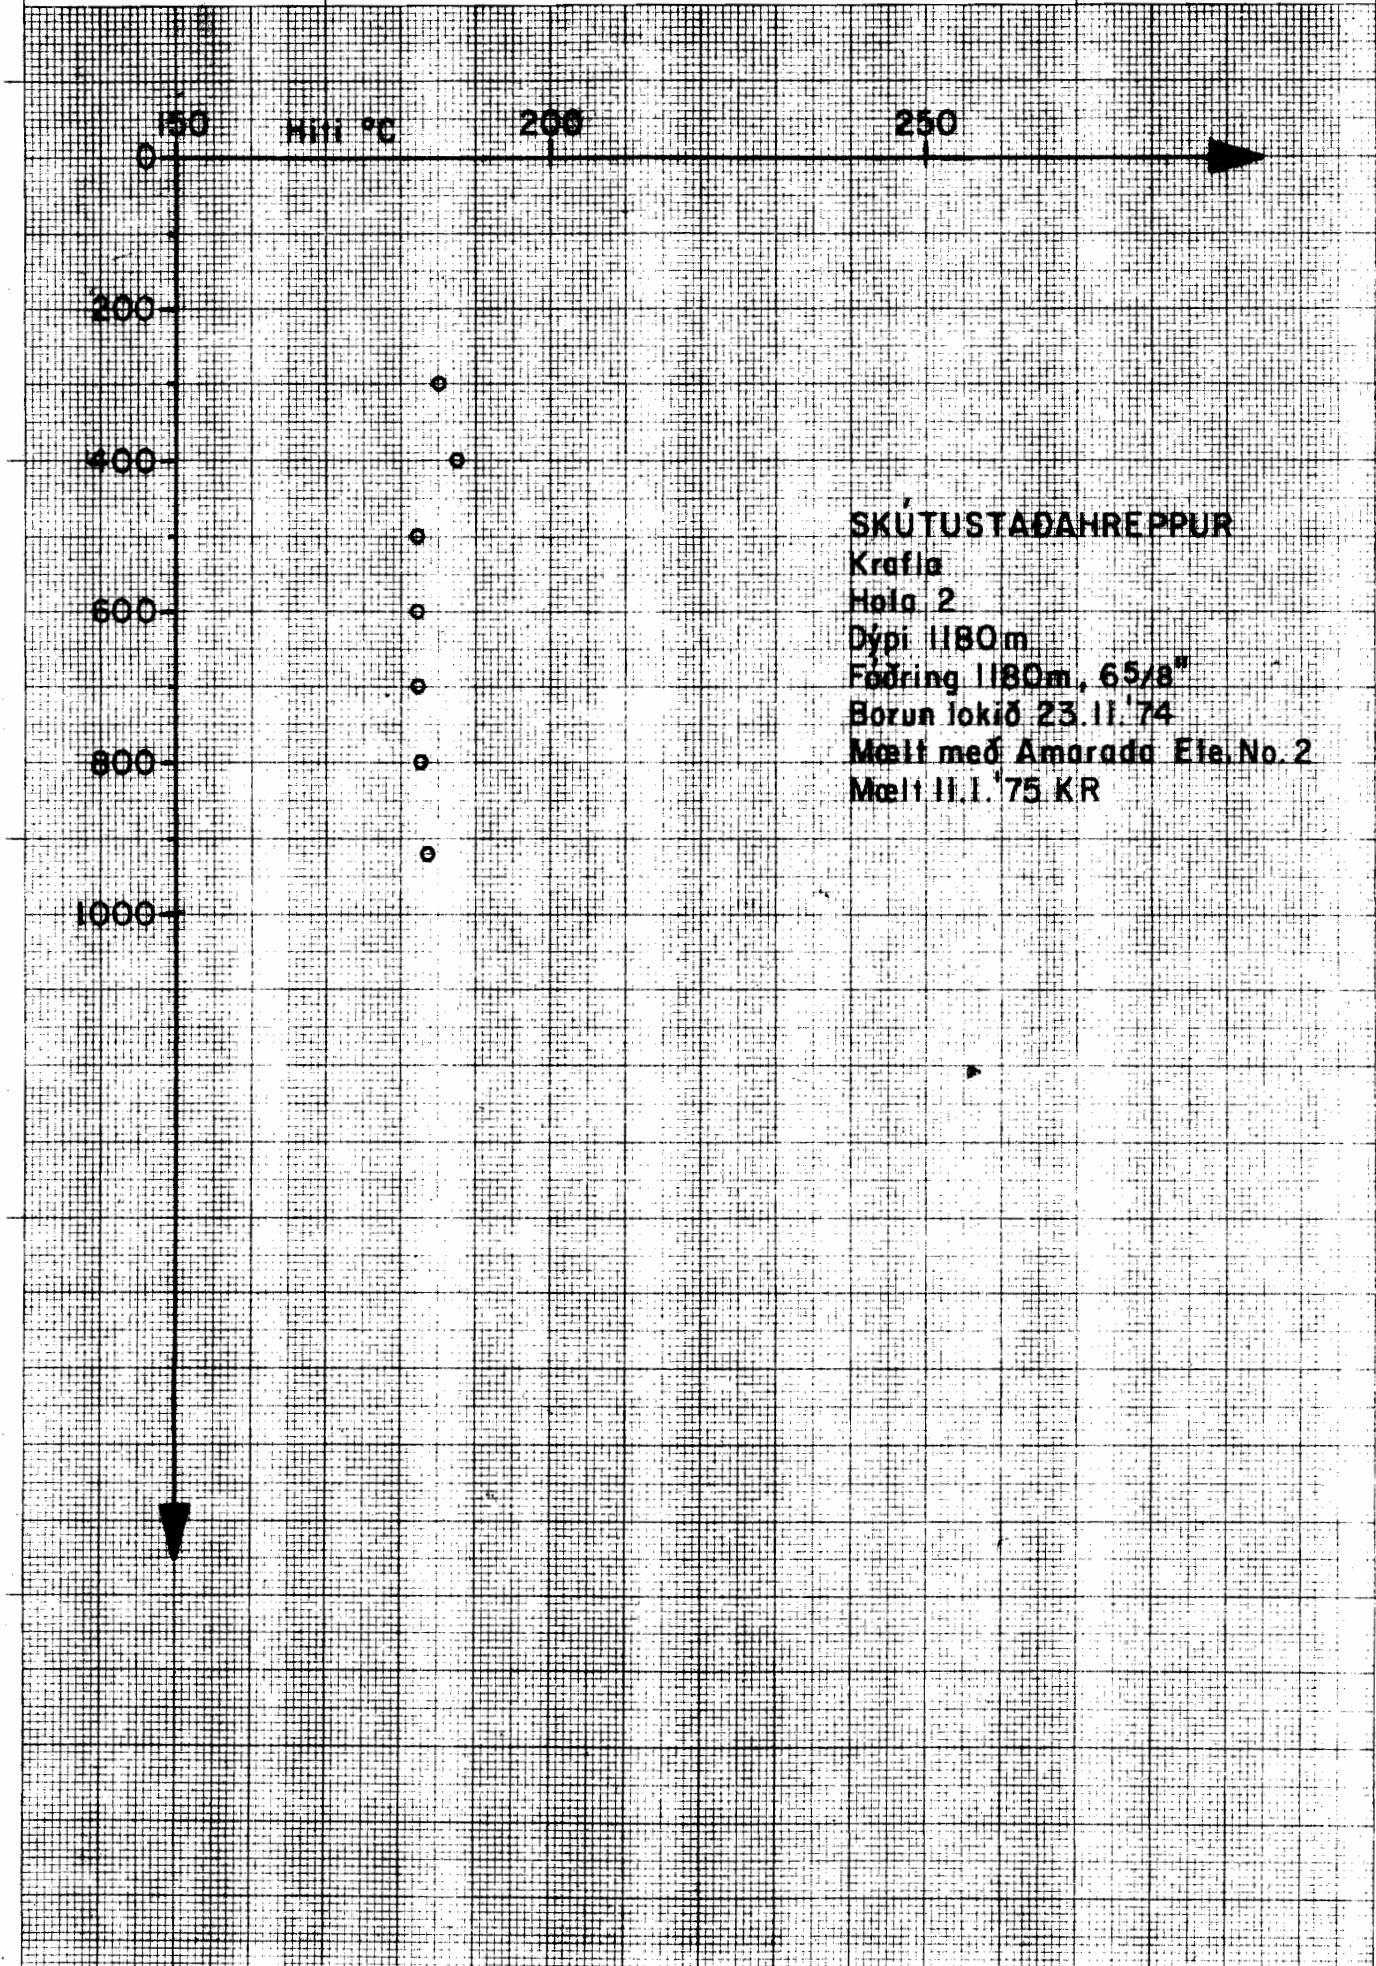 150 Hiti °C 200 250
0
200
400
600
800
1000
SKÚTUSTAÐAHREPPUR
Krafla
Hola 2
Dýpi 1180m
Fóðring 1180m, 6 5/8"
Borun lokið 23.11.'74
Mælt með Amarada Ele. No. 2
Mælt 11.1.'75 KR